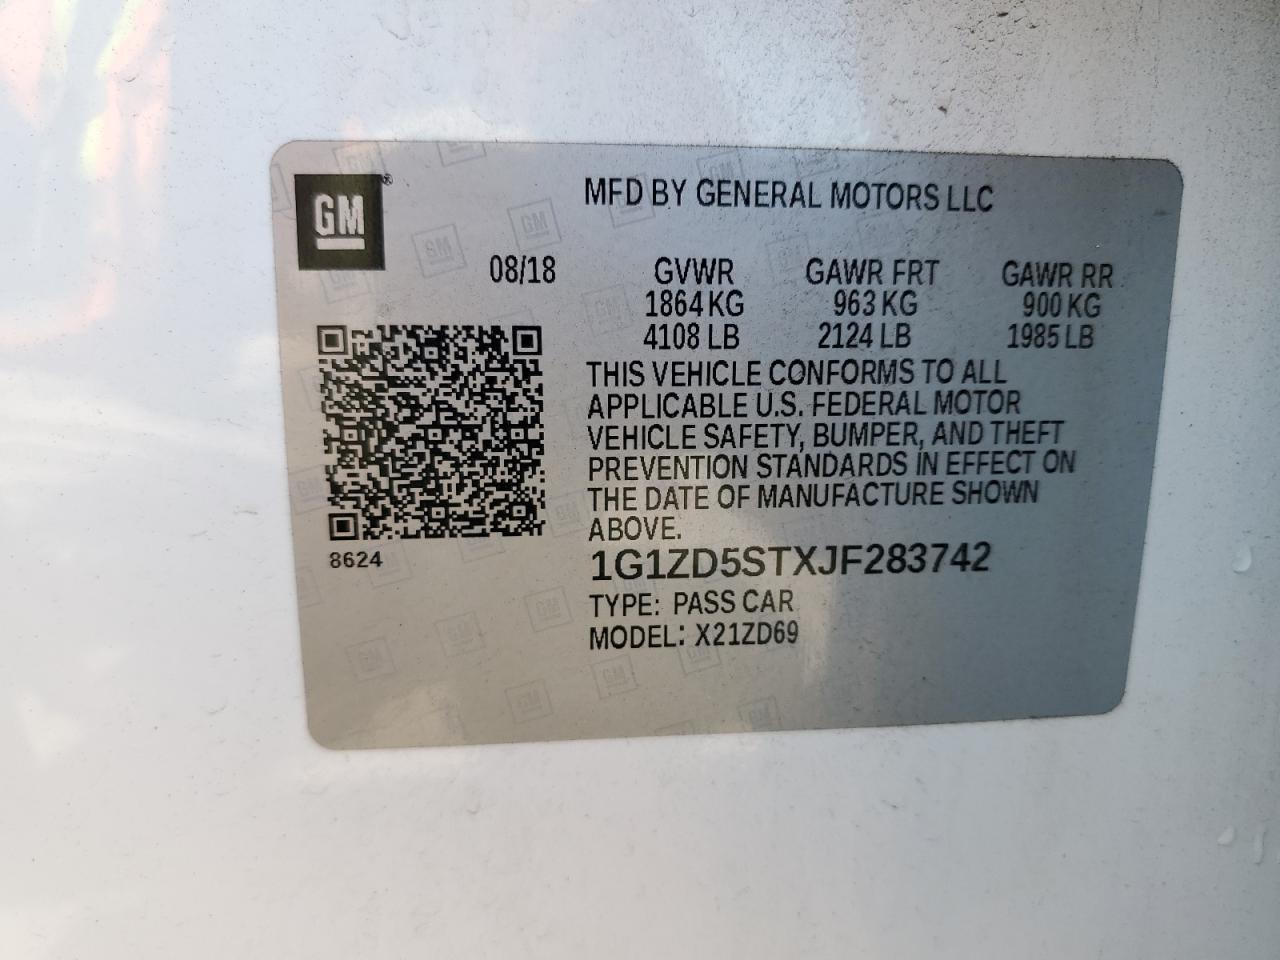 GM®
MFD BY GENERAL MOTORS LLC
08/18
GVWR GAWR FRT GAWR RR
1864 KG 963 KG 900 KG
4108 LB 2124 LB 1985 LB
THIS VEHICLE CONFORMS TO ALL
APPLICABLE U.S. FEDERAL MOTOR
VEHICLE SAFETY, BUMPER, AND THEFT
PREVENTION STANDARDS IN EFFECT ON
THE DATE OF MANUFACTURE SHOWN
ABOVE.
8624
1G1ZD5STXJF283742
TYPE: PASS CAR
MODEL: X21ZD69